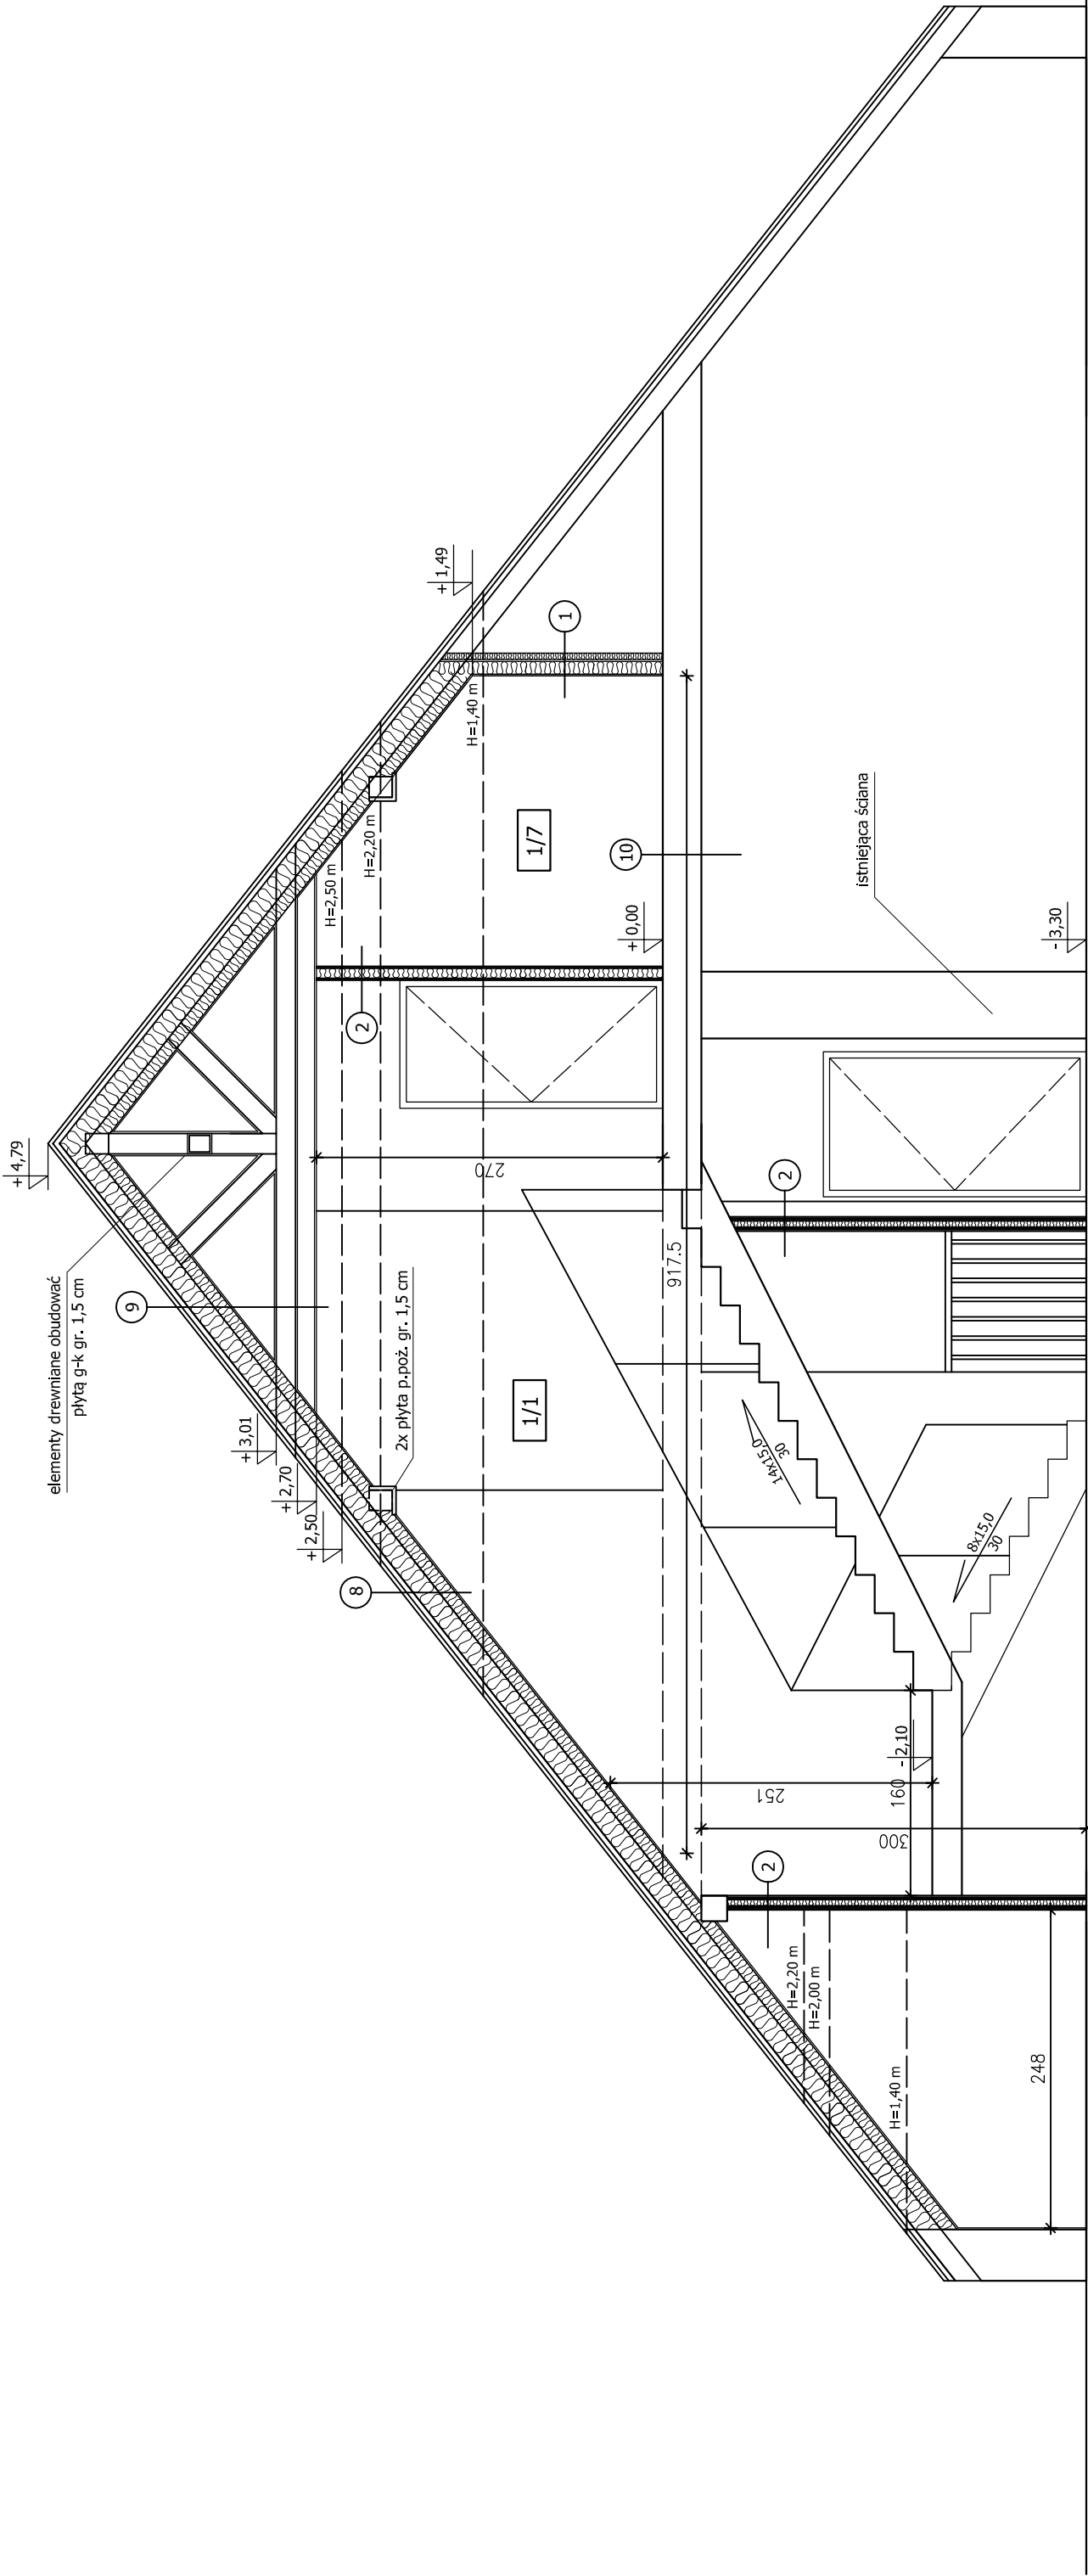 + 4,79
elementy drewniane obudować
płytą g-k gr. 1,5 cm
9
+ 3,01
+ 2,70
+ 2,50
8
2x płyta p.poż. gr. 1,5 cm
2
H=2,50 m
H=2,20 m
+ 1,49
H=1,40 m
1
270
1/1
1/7
10
+ 0,00
917.5
istniejąca ściana
- 3,30
2
14x15,0
30
8x15,0
30
251
160
- 2,10
300
2
H=2,20 m
H=2,00 m
H=1,40 m
248